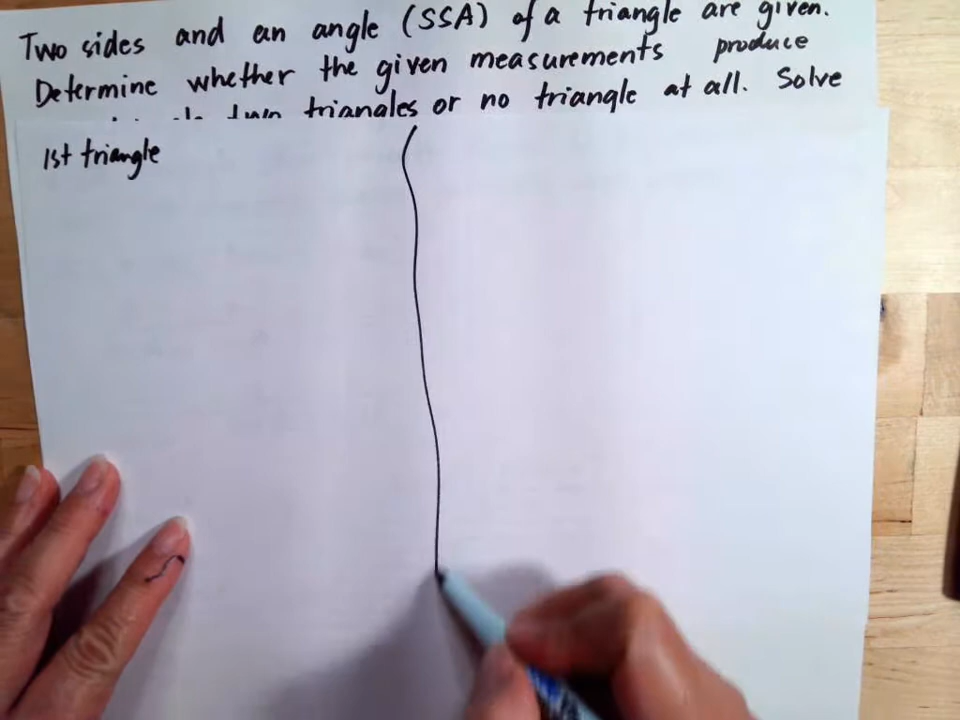 Two sides and an angle (SSA) of a triangle are given.
Determine whether the given measurements produce
two triangles or no triangle at all. Solve
1st triangle